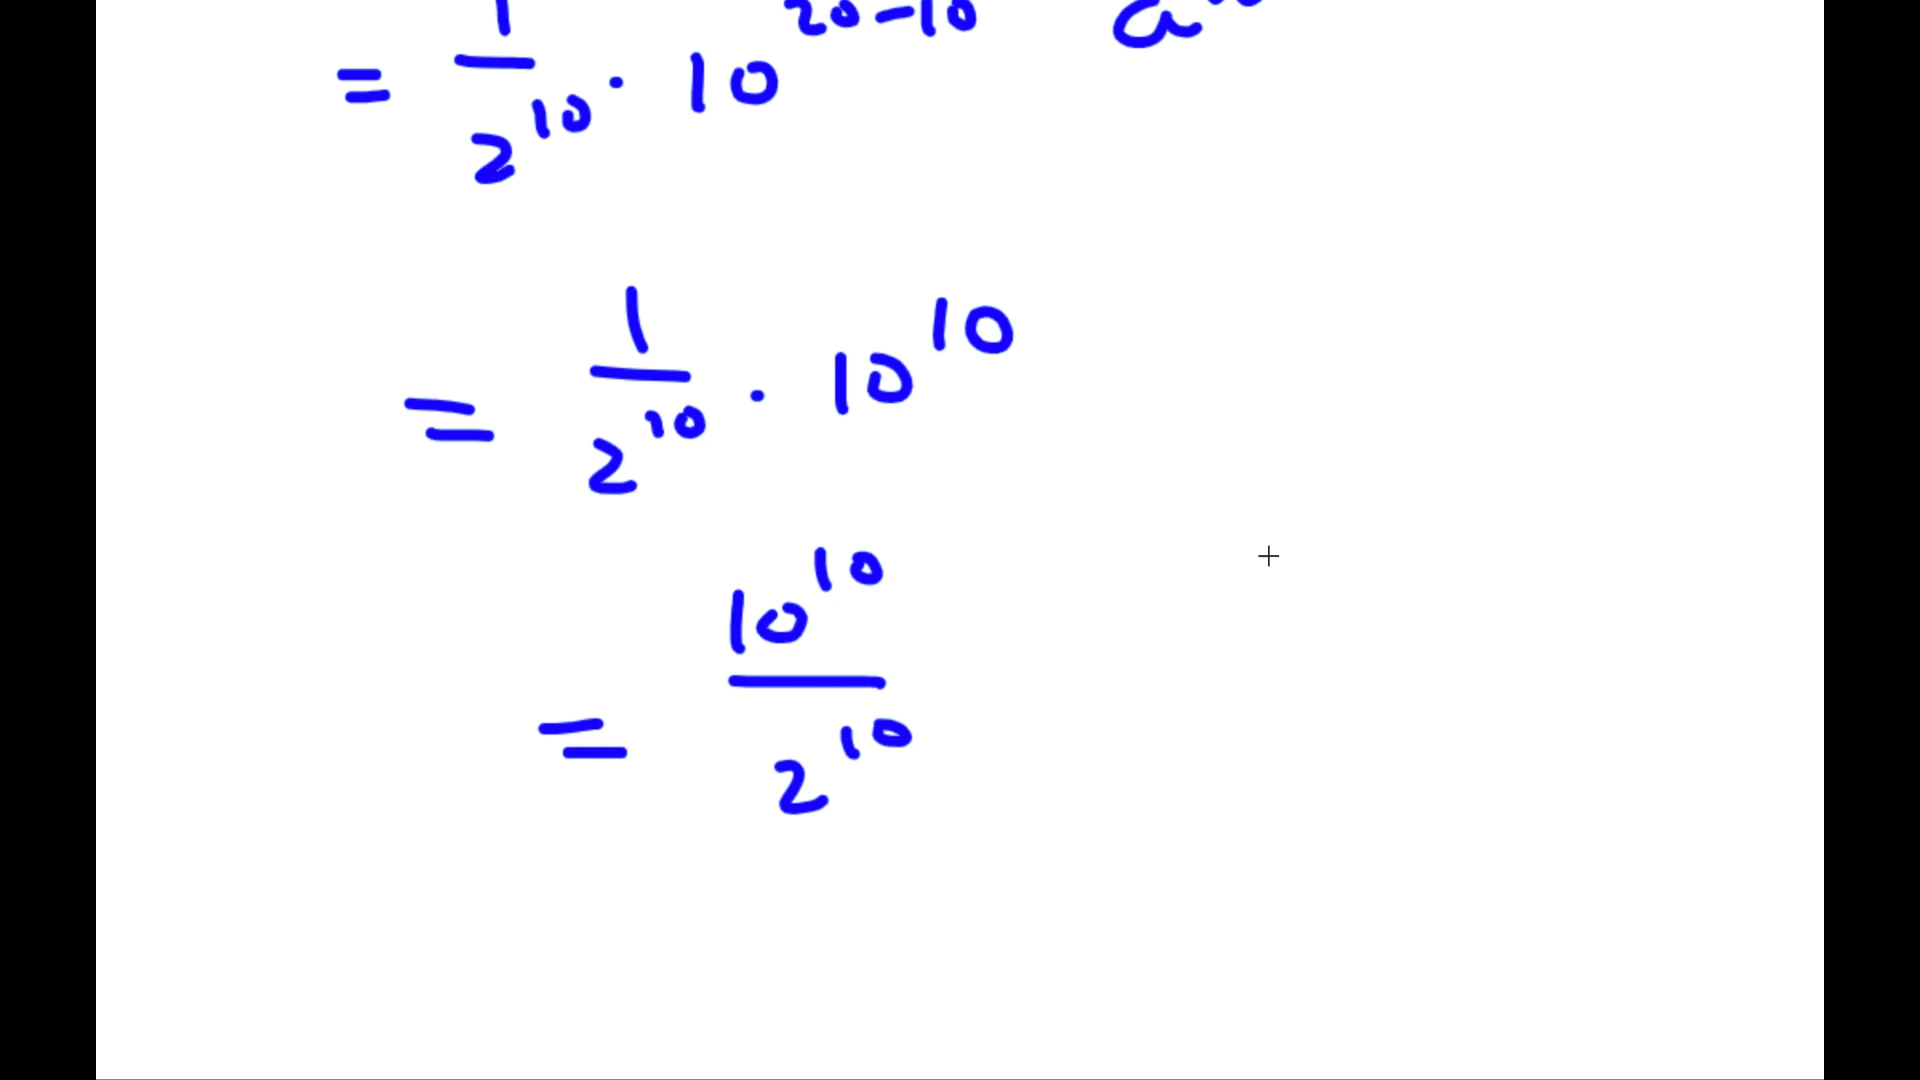 = 1/2^10 · 10^20-10
= 1/2^10 · 10^10
= 10^10/2^10